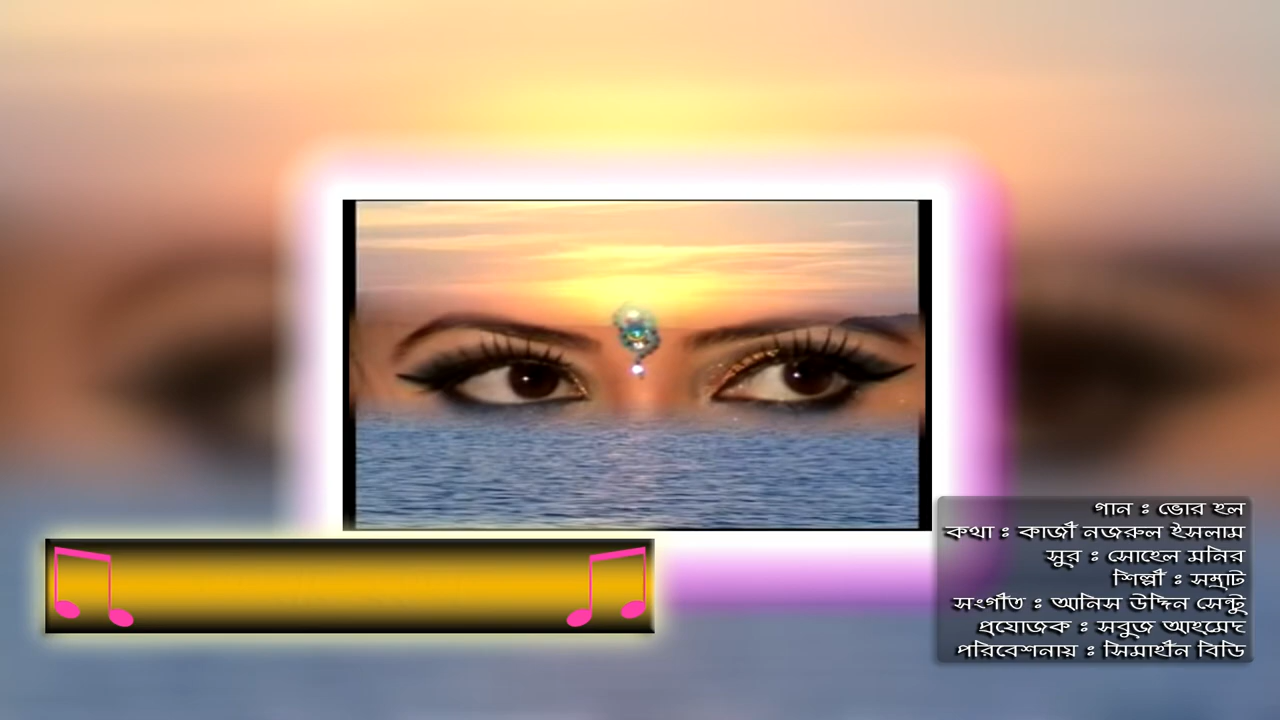 গান ঃ ভোর হল
কথা ঃ কাজী নজরুল ইসলাম
সুর ঃ সোহেল মনির
শিল্পী ঃ সম্রাট
সংগীত ঃ আনিস উদ্দিন সেন্টু
প্রযোজক ঃ সবুজ আহমেদ
পরিবেশনায় ঃ সিমাহীন বিডি